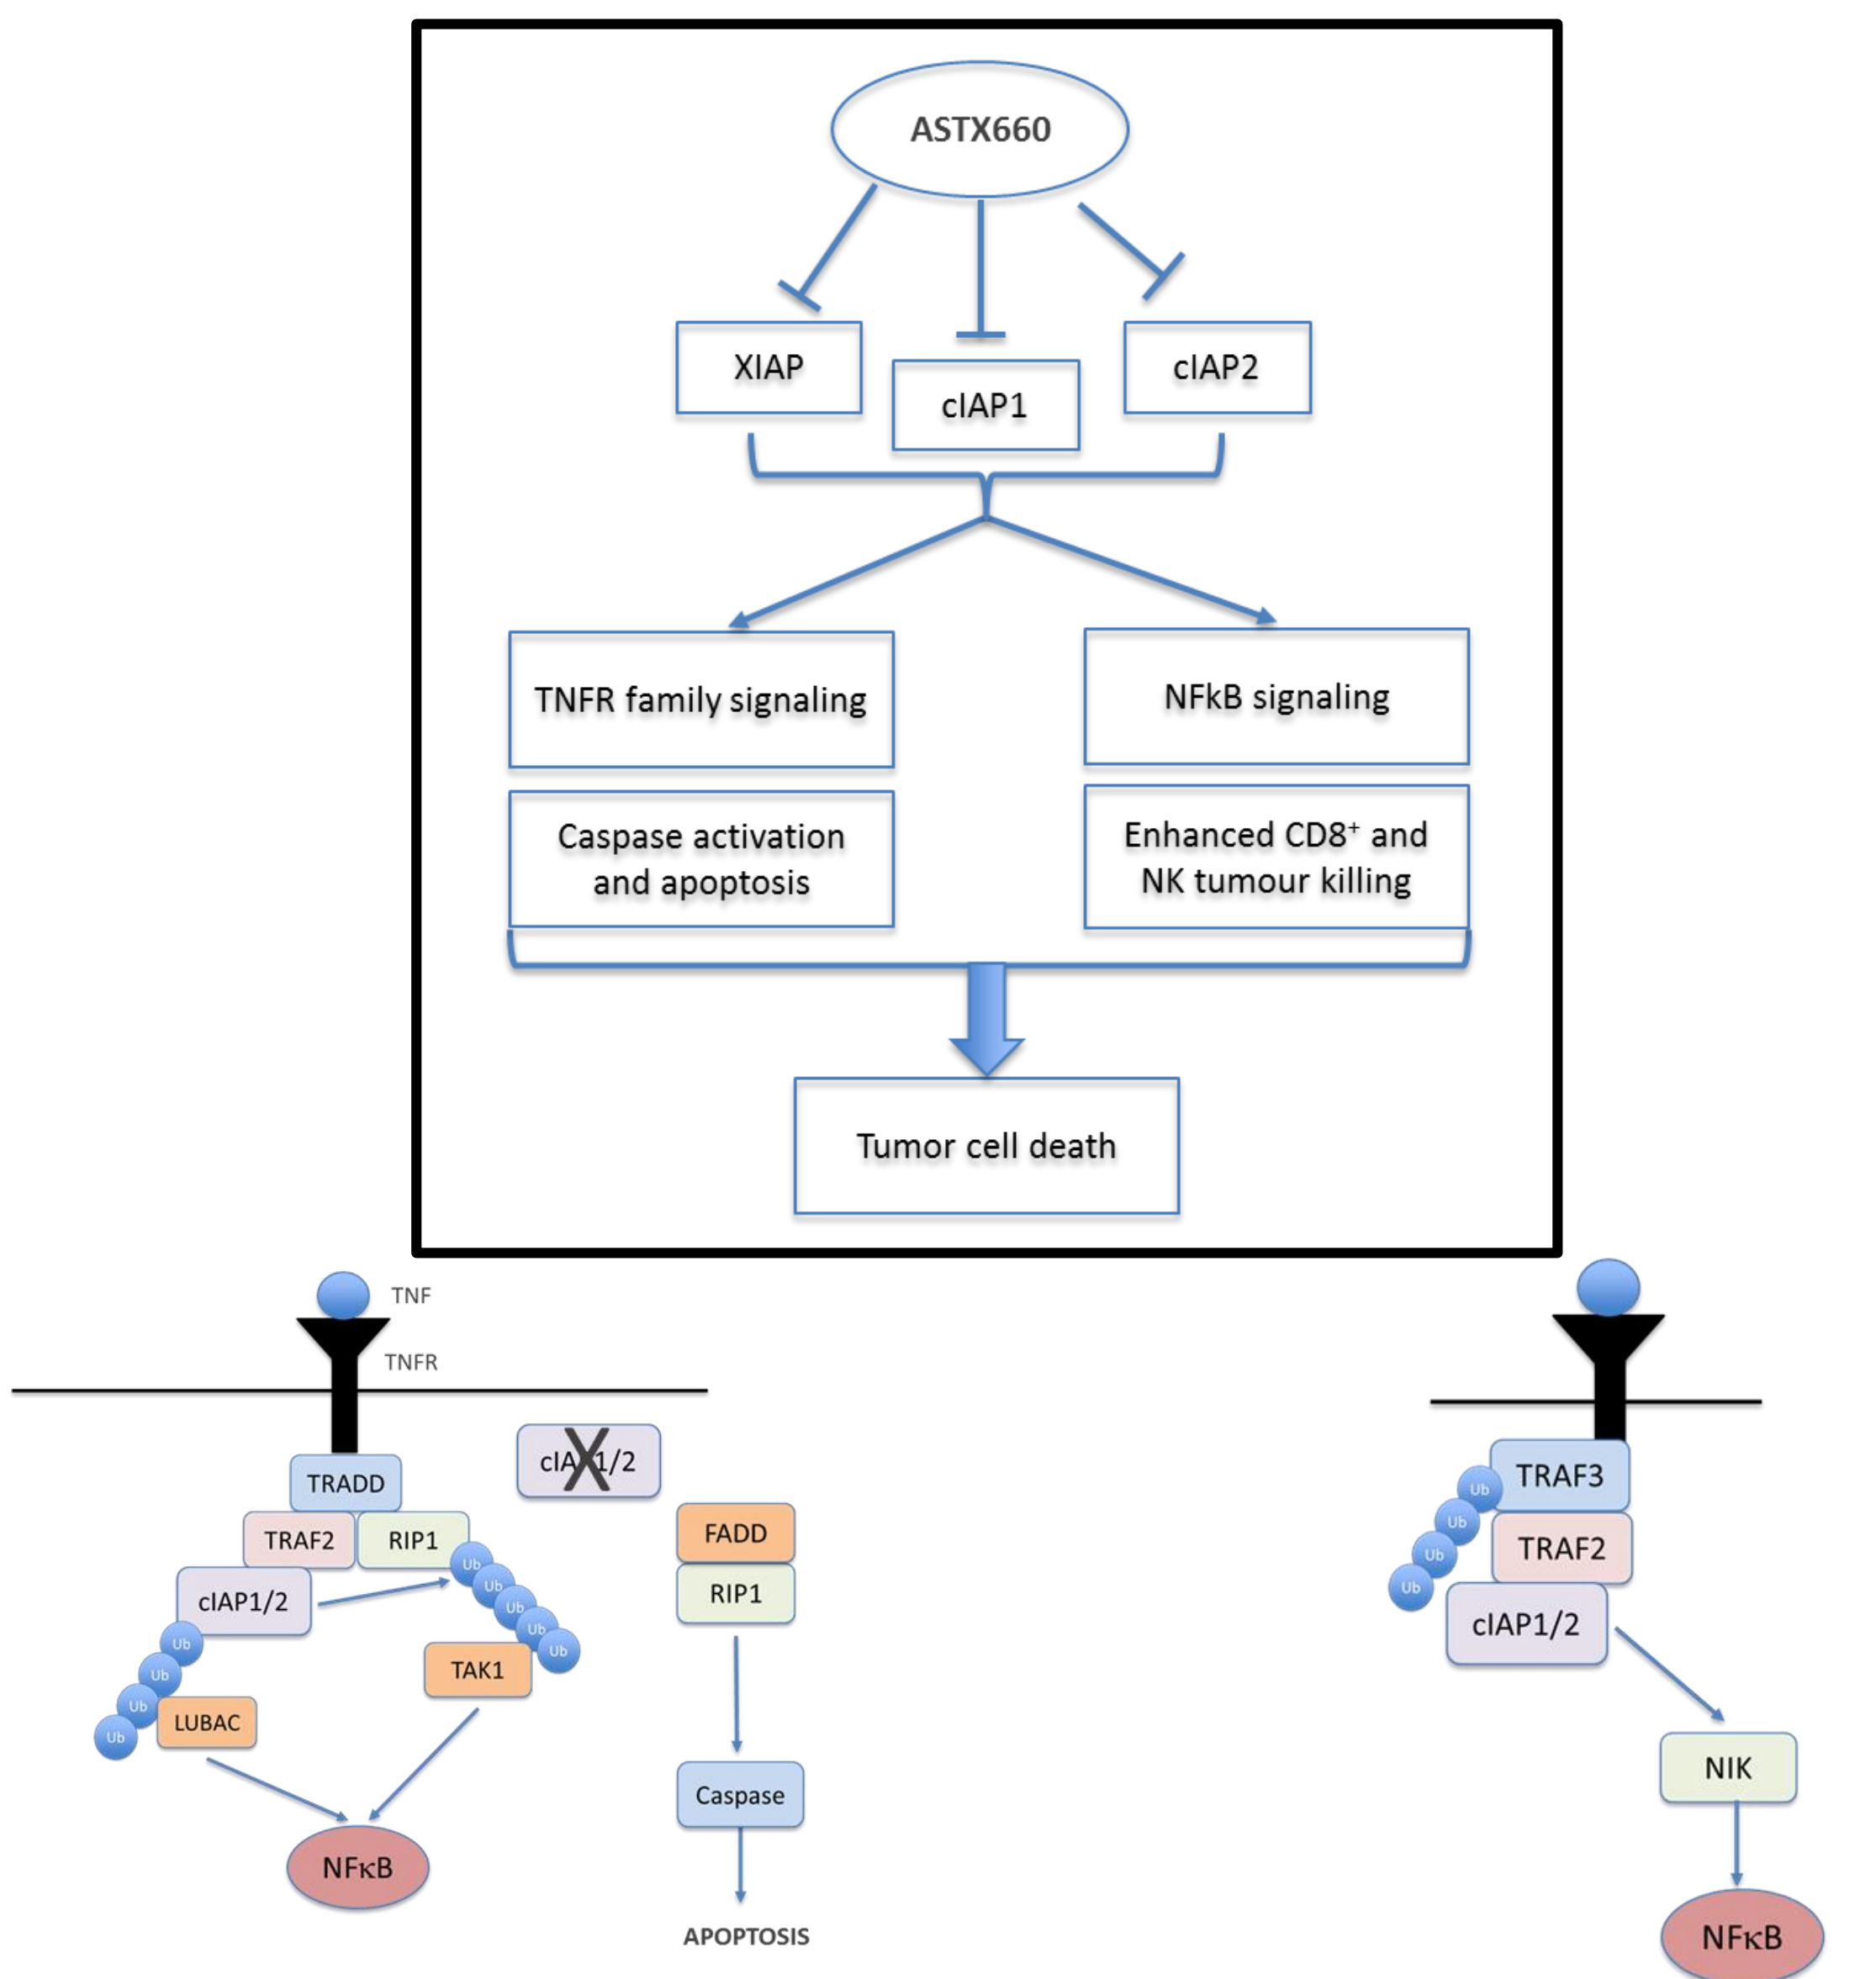 ASTX660
XIAP
cIAP1
cIAP2
TNFR family signaling
NFkB signaling
Caspase activation
and apoptosis
Enhanced CD8⁺ and
NK tumour killing
Tumor cell death
TNF
TNFR
TRADD
TRAF2
RIP1
cIAP1/2
Ub
Ub
Ub
Ub
Ub
TAK1
Ub
Ub
Ub
Ub
LUBAC
NFκB
cIAP1/2
X
FADD
RIP1
Caspase
APOPTOSIS
TRAF3
Ub
Ub
Ub
Ub
TRAF2
cIAP1/2
NIK
NFκB